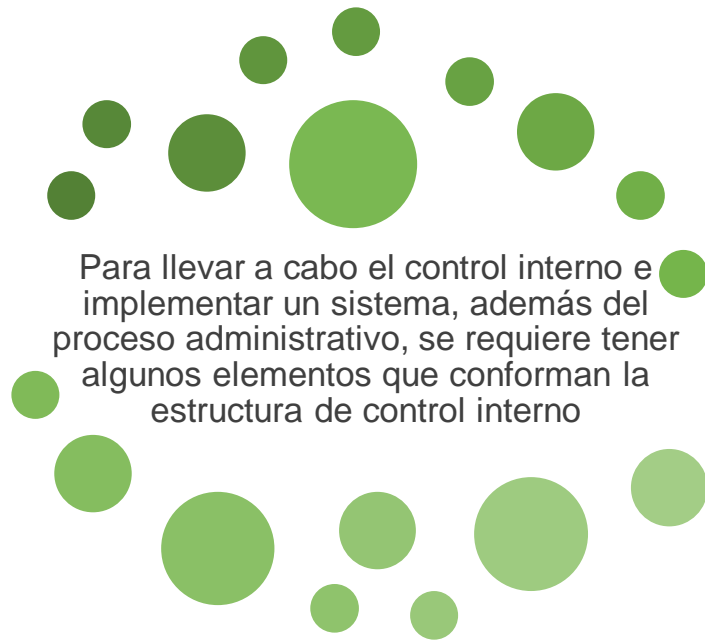 Para llevar a cabo el control interno e
implementar un sistema, además del
proceso administrativo, se requiere tener
algunos elementos que conforman la
estructura de control interno